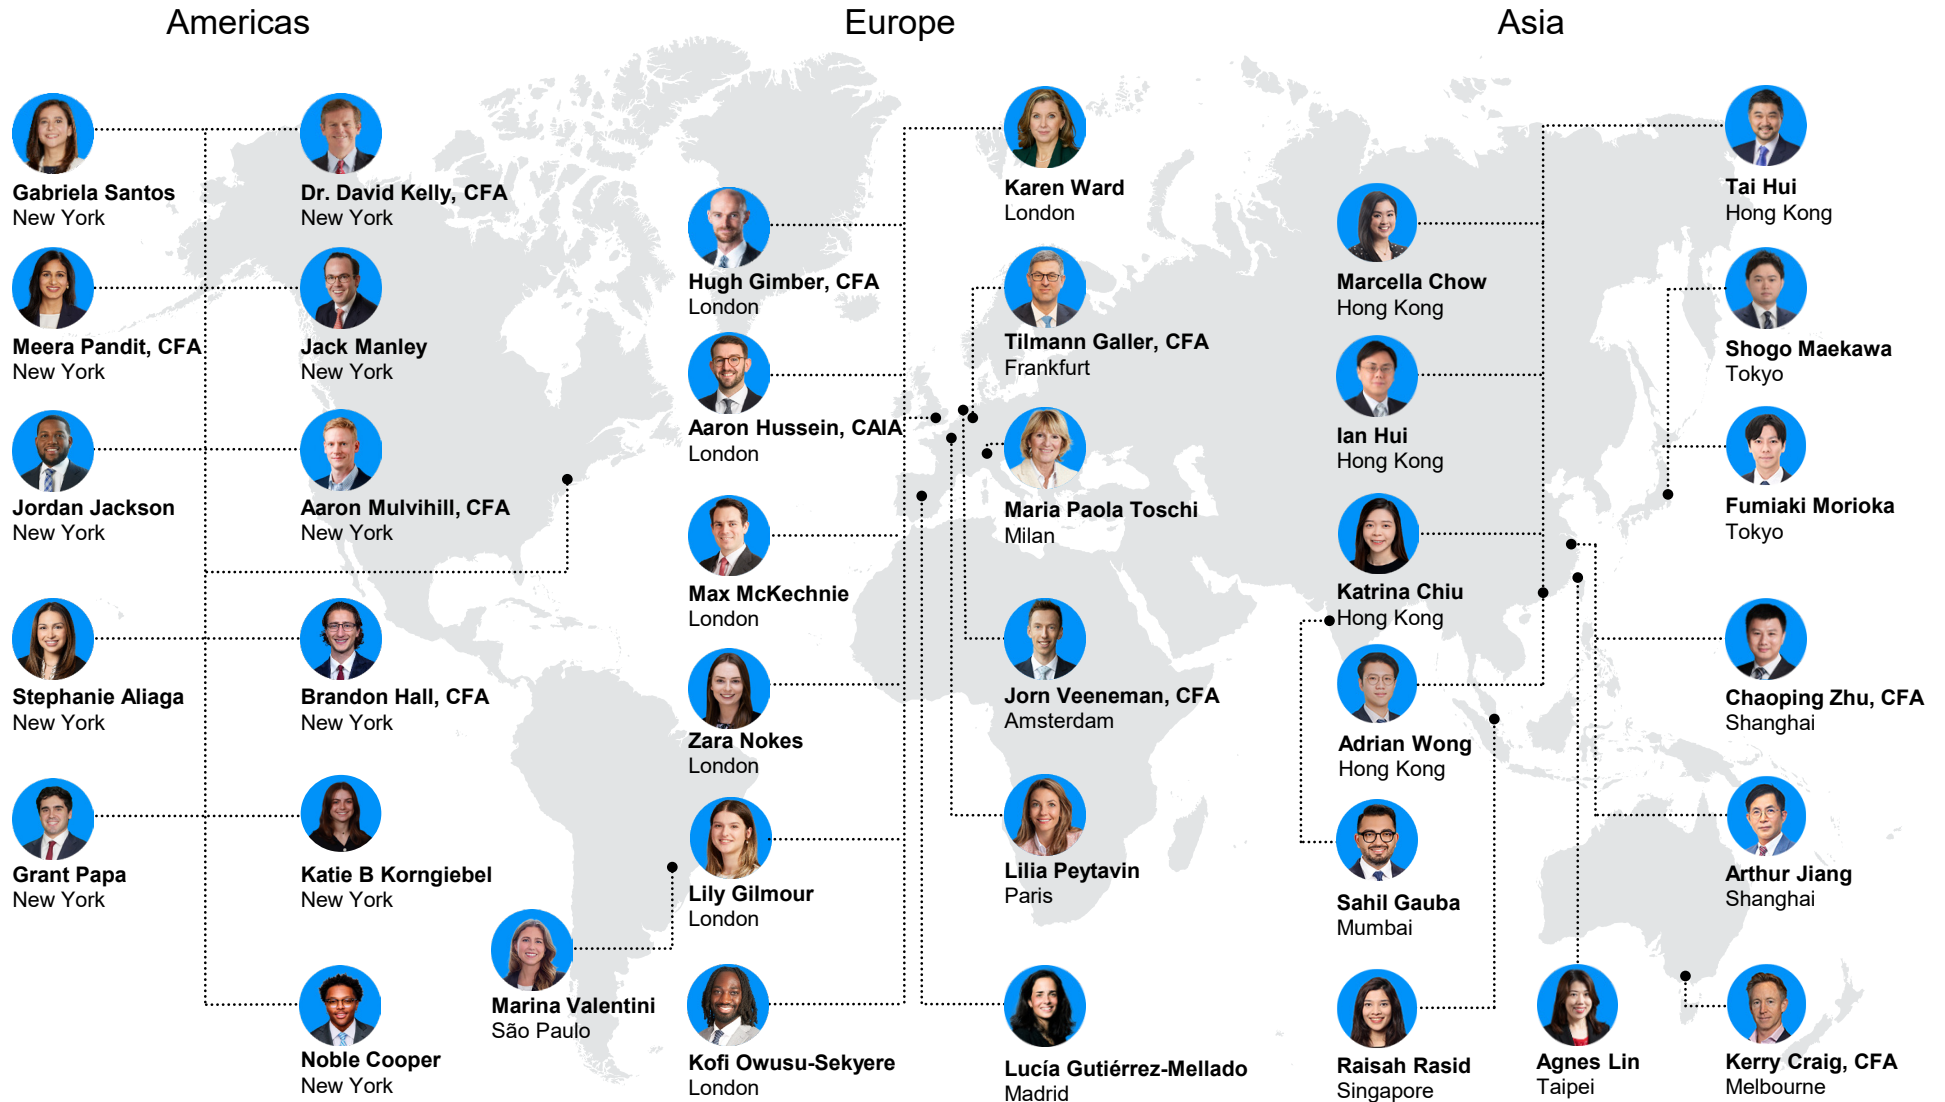 Americas
Gabriela Santos
New York
Dr. David Kelly, CFA
New York
Meera Pandit, CFA
New York
Jack Manley
New York
Jordan Jackson
New York
Aaron Mulvihill, CFA
New York
Stephanie Aliaga
New York
Brandon Hall, CFA
New York
Grant Papa
New York
Katie B Korngiebel
New York
Noble Cooper
New York
Marina Valentini
São Paulo
Europe
Karen Ward
London
Hugh Gimber, CFA
London
Tilmann Galler, CFA
Frankfurt
Aaron Hussein, CAIA
London
Maria Paola Toschi
Milan
Max McKechnie
London
Jorn Veeneman, CFA
Amsterdam
Zara Nokes
London
Lilia Peytavin
Paris
Lily Gilmour
London
Kofi Owusu-Sekyere
London
Lucía Gutiérrez-Mellado
Madrid
Asia
Tai Hui
Hong Kong
Marcella Chow
Hong Kong
Shogo Maekawa
Tokyo
Ian Hui
Hong Kong
Fumiaki Morioka
Tokyo
Katrina Chiu
Hong Kong
Chaoping Zhu, CFA
Shanghai
Adrian Wong
Hong Kong
Arthur Jiang
Shanghai
Sahil Gauba
Mumbai
Raisah Rasid
Singapore
Agnes Lin
Taipei
Kerry Craig, CFA
Melbourne